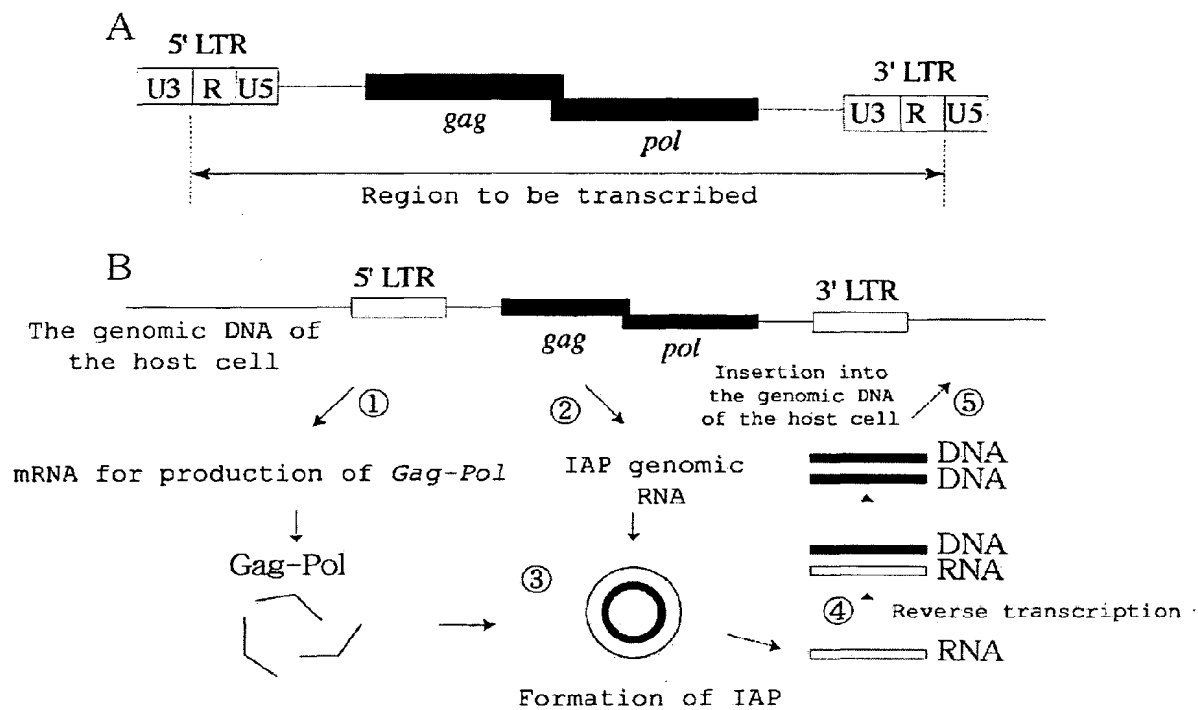 A
5' LTR
U3 R U5
3' LTR
U3 R U5
gag
pol
Region to be transcribed
B
5' LTR
3' LTR
The genomic DNA of
the host cell
gag
pol
Insertion into
the genomic DNA
of the host cell
①
②
⑤
mRNA for production of Gag-Pol
IAP genomic
RNA
DNA
DNA
Gag-Pol
③
DNA
RNA
④ Reverse transcription
RNA
Formation of IAP